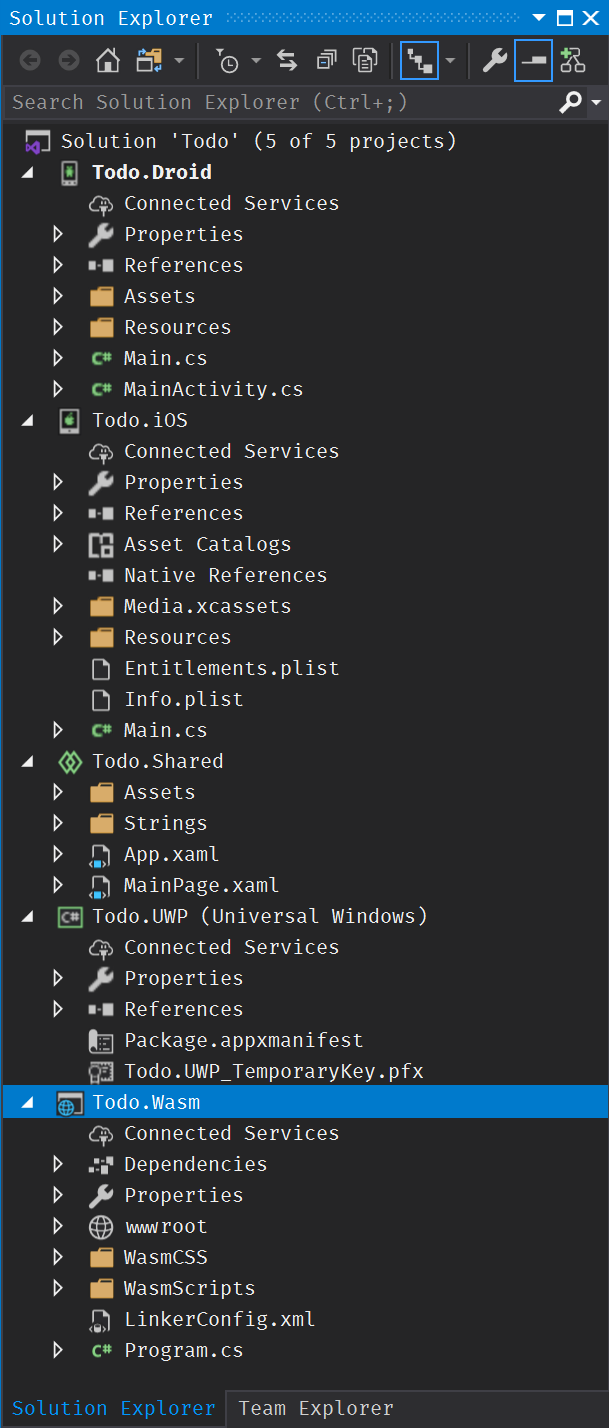 Solution Explorer
Search Solution Explorer (Ctrl+;)
Solution 'Todo' (5 of 5 projects)
Todo.Droid
Connected Services
Properties
References
Assets
Resources
C# Main.cs
C# MainActivity.cs
Todo.iOS
Connected Services
Properties
References
Asset Catalogs
Native References
Media.xcassets
Resources
Entitlements.plist
Info.plist
C# Main.cs
Todo.Shared
Assets
Strings
App.xaml
MainPage.xaml
C# Todo.UWP (Universal Windows)
Connected Services
Properties
References
Package.appxmanifest
Todo.UWP_TemporaryKey.pfx
Todo.Wasm
Connected Services
Dependencies
Properties
wwwroot
WasmCSS
WasmScripts
LinkerConfig.xml
C# Program.cs
Solution Explorer Team Explorer